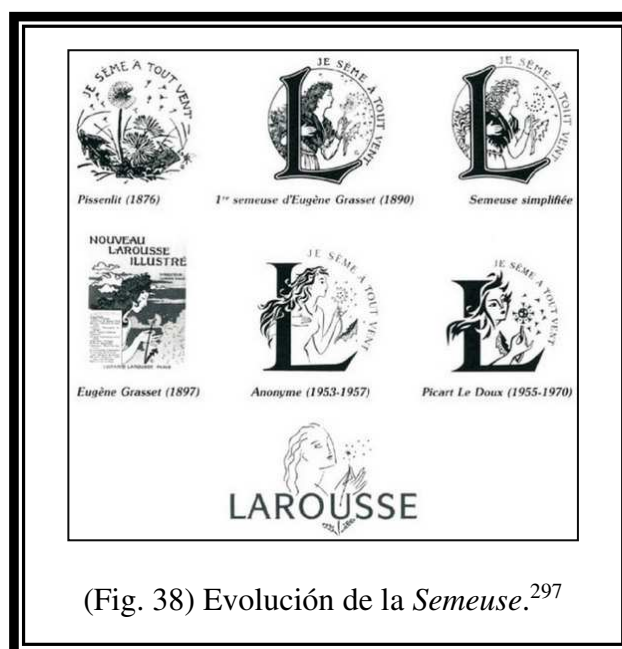 JE SÈME À TOUT VENT
JE SÈME À TOUT VENT
JE SÈME À TOUT VENT
L
L
Pissenlit (1876)
1re semeuse d'Eugène Grasset (1890)
Semeuse simplifiée
NOUVEAU
LAROUSSE
ILLUSTRÉ
JE SÈME À TOUT VENT
JE SÈME À TOUT VENT
L
L
Eugène Grasset (1897)
Anonyme (1953-1957)
Picart Le Doux (1955-1970)
LAROUSSE
(Fig. 38) Evolución de la Semeuse.297